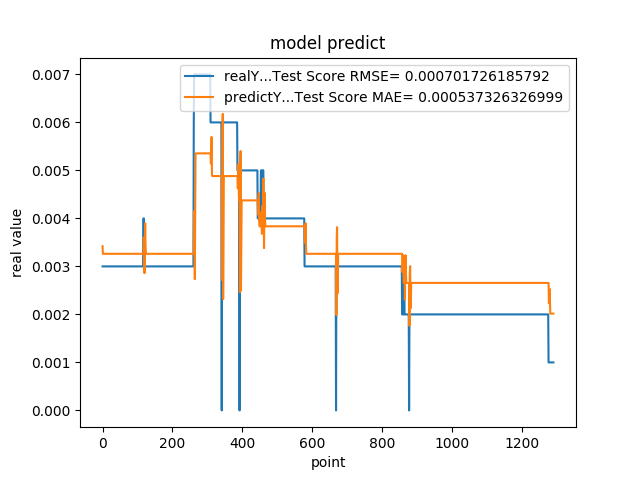 model predict
realY...Test Score RMSE= 0.000701726185792
predictY...Test Score MAE= 0.000537326326999
0.007
0.006
0.005
0.004
0.003
0.002
0.001
0.000
real value
0 200 400 600 800 1000 1200
point